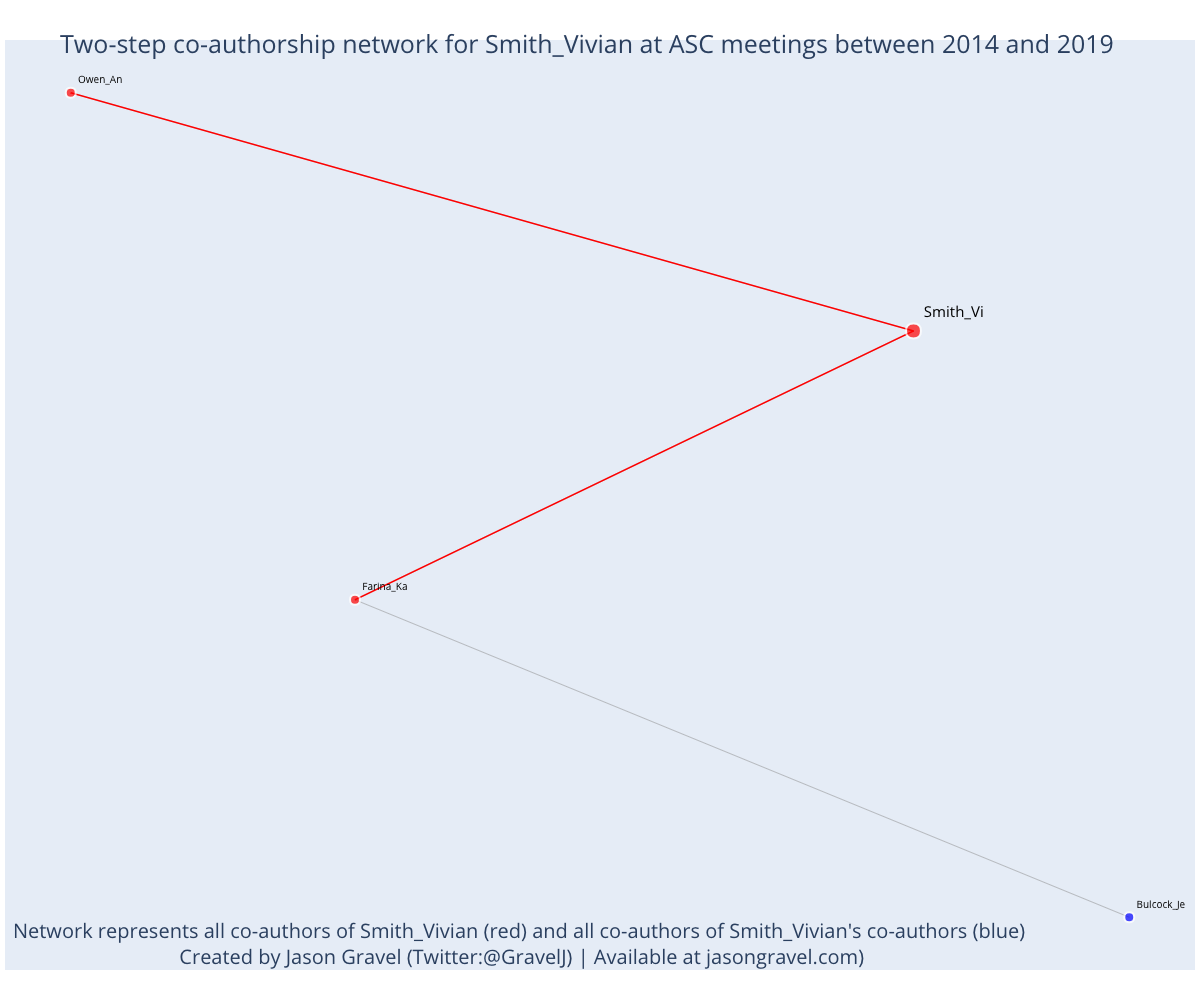 Two-step co-authorship network for Smith_Vivian at ASC meetings between 2014 and 2019
Owen_An
Smith_Vi
Farina_Ka
Bulcock_Je
Network represents all co-authors of Smith_Vivian (red) and all co-authors of Smith_Vivian's co-authors (blue)
Created by Jason Gravel (Twitter:@GravelJ) | Available at jasongravel.com)